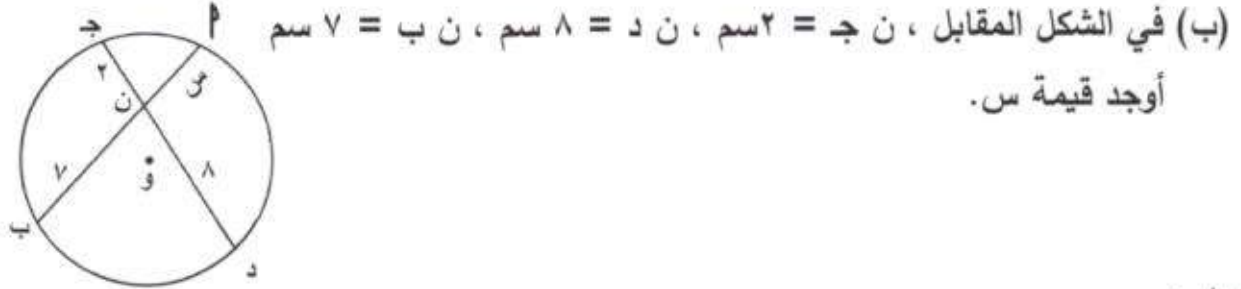 (ب) في الشكل المقابل ، ن جـ = ٢سم ، ن د = ٨ سم ، ن ب = ٧ سم
أوجد قيمة س.
جـ
أ
٢
س
ن
٧
و
٨
ب
د